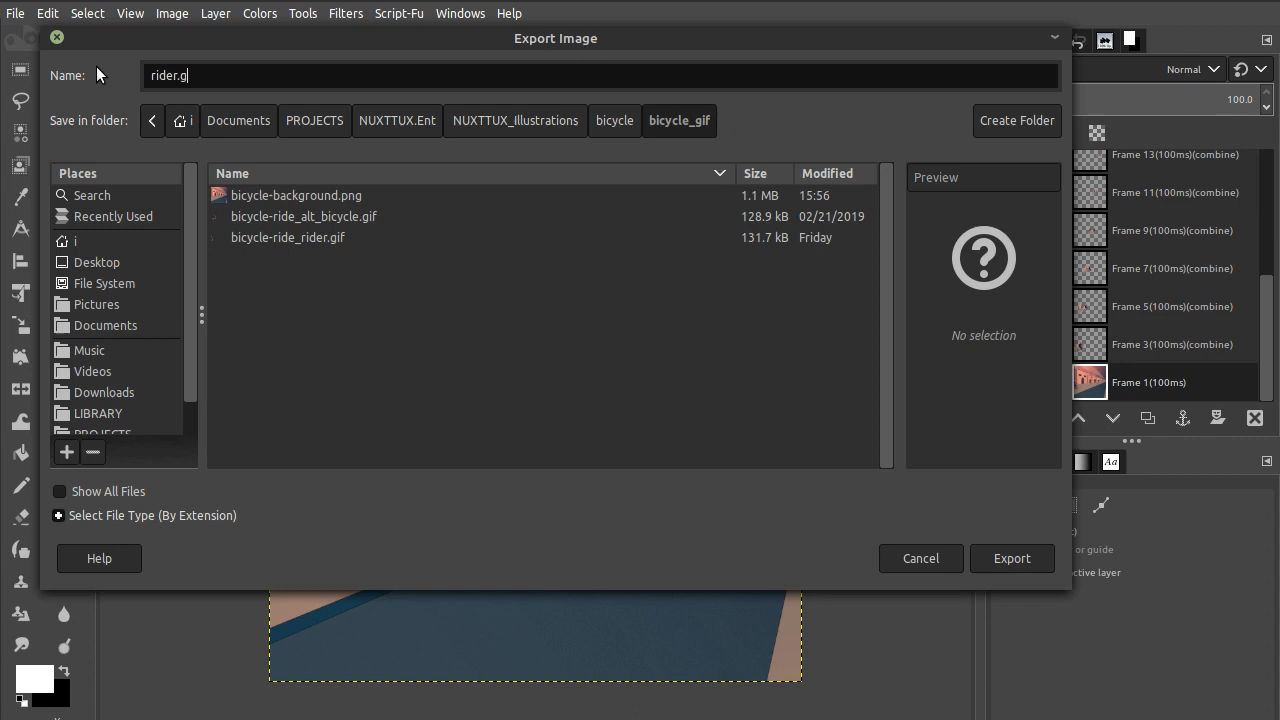 File Edit Select View Image Layer Colors Tools Filters Script-Fu Windows Help
Export Image
Name: rider.g
Save in folder: i Documents PROJECTS NUXTTUX.Ent NUXTTUX_Illustrations bicycle bicycle_gif Create Folder
Places
Search
Recently Used
i
Desktop
File System
Pictures
Documents
Music
Videos
Downloads
LIBRARY
PROJECTS
Name Size Modified
bicycle-background.png 1.1 MB 15:56
bicycle-ride_alt_bicycle.gif 128.9 kB 02/21/2019
bicycle-ride_rider.gif 131.7 kB Friday
Preview
No selection
Show All Files
Select File Type (By Extension)
Help Cancel Export
Normal
100.0
Frame 13(100ms)(combine)
Frame 11(100ms)(combine)
Frame 9(100ms)(combine)
Frame 7(100ms)(combine)
Frame 5(100ms)(combine)
Frame 3(100ms)(combine)
Frame 1(100ms)
Aa
or guide
active layer